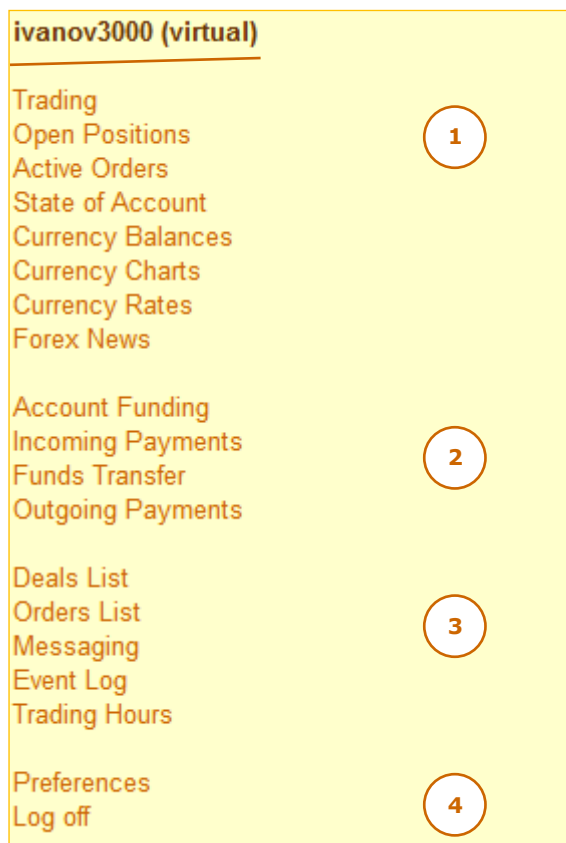 ivanov3000 (virtual)
Trading
Open Positions
1
Active Orders
State of Account
Currency Balances
Currency Charts
Currency Rates
Forex News
Account Funding
Incoming Payments
2
Funds Transfer
Outgoing Payments
Deals List
Orders List
3
Messaging
Event Log
Trading Hours
Preferences
4
Log off